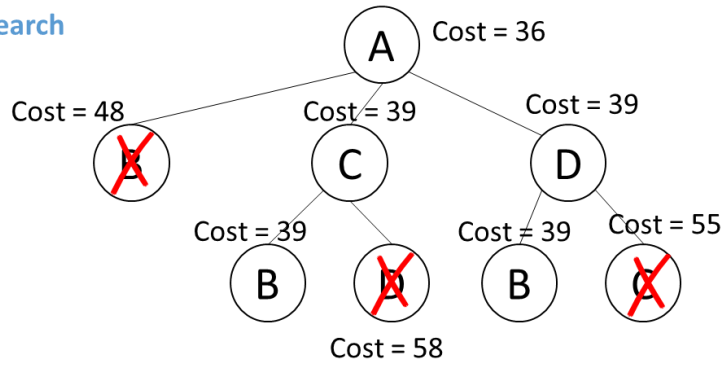 earch
A
Cost = 36
Cost = 48
Cost = 39
Cost = 39
B
C
D
Cost = 39
Cost = 39
Cost = 55
B
D
B
C
Cost = 58